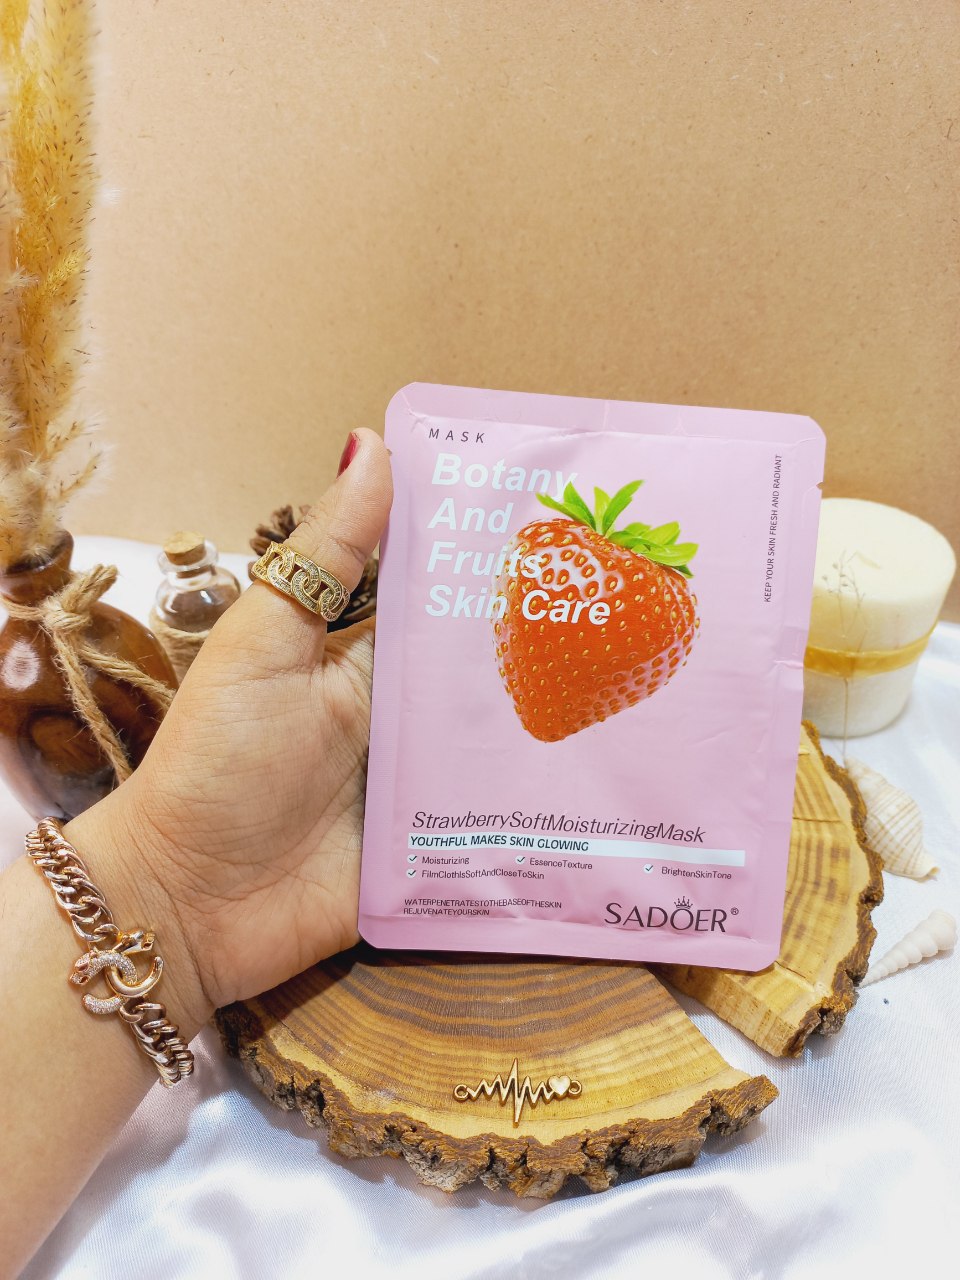 MASK
Botany
And
Fruits
Skin Care
KEEP YOUR SKIN FRESH AND RADIANT
StrawberrySoftMoisturizingMask
YOUTHFUL MAKES SKIN GLOWING
Moisturizing EssenceTexture BrightenSkinTone
FilmClothIsSoftAndCloseToSkin
WATERPENETRATESTOTHEBASEOFTHESKIN
REJUVENATEYOURSKIN
SADOER®